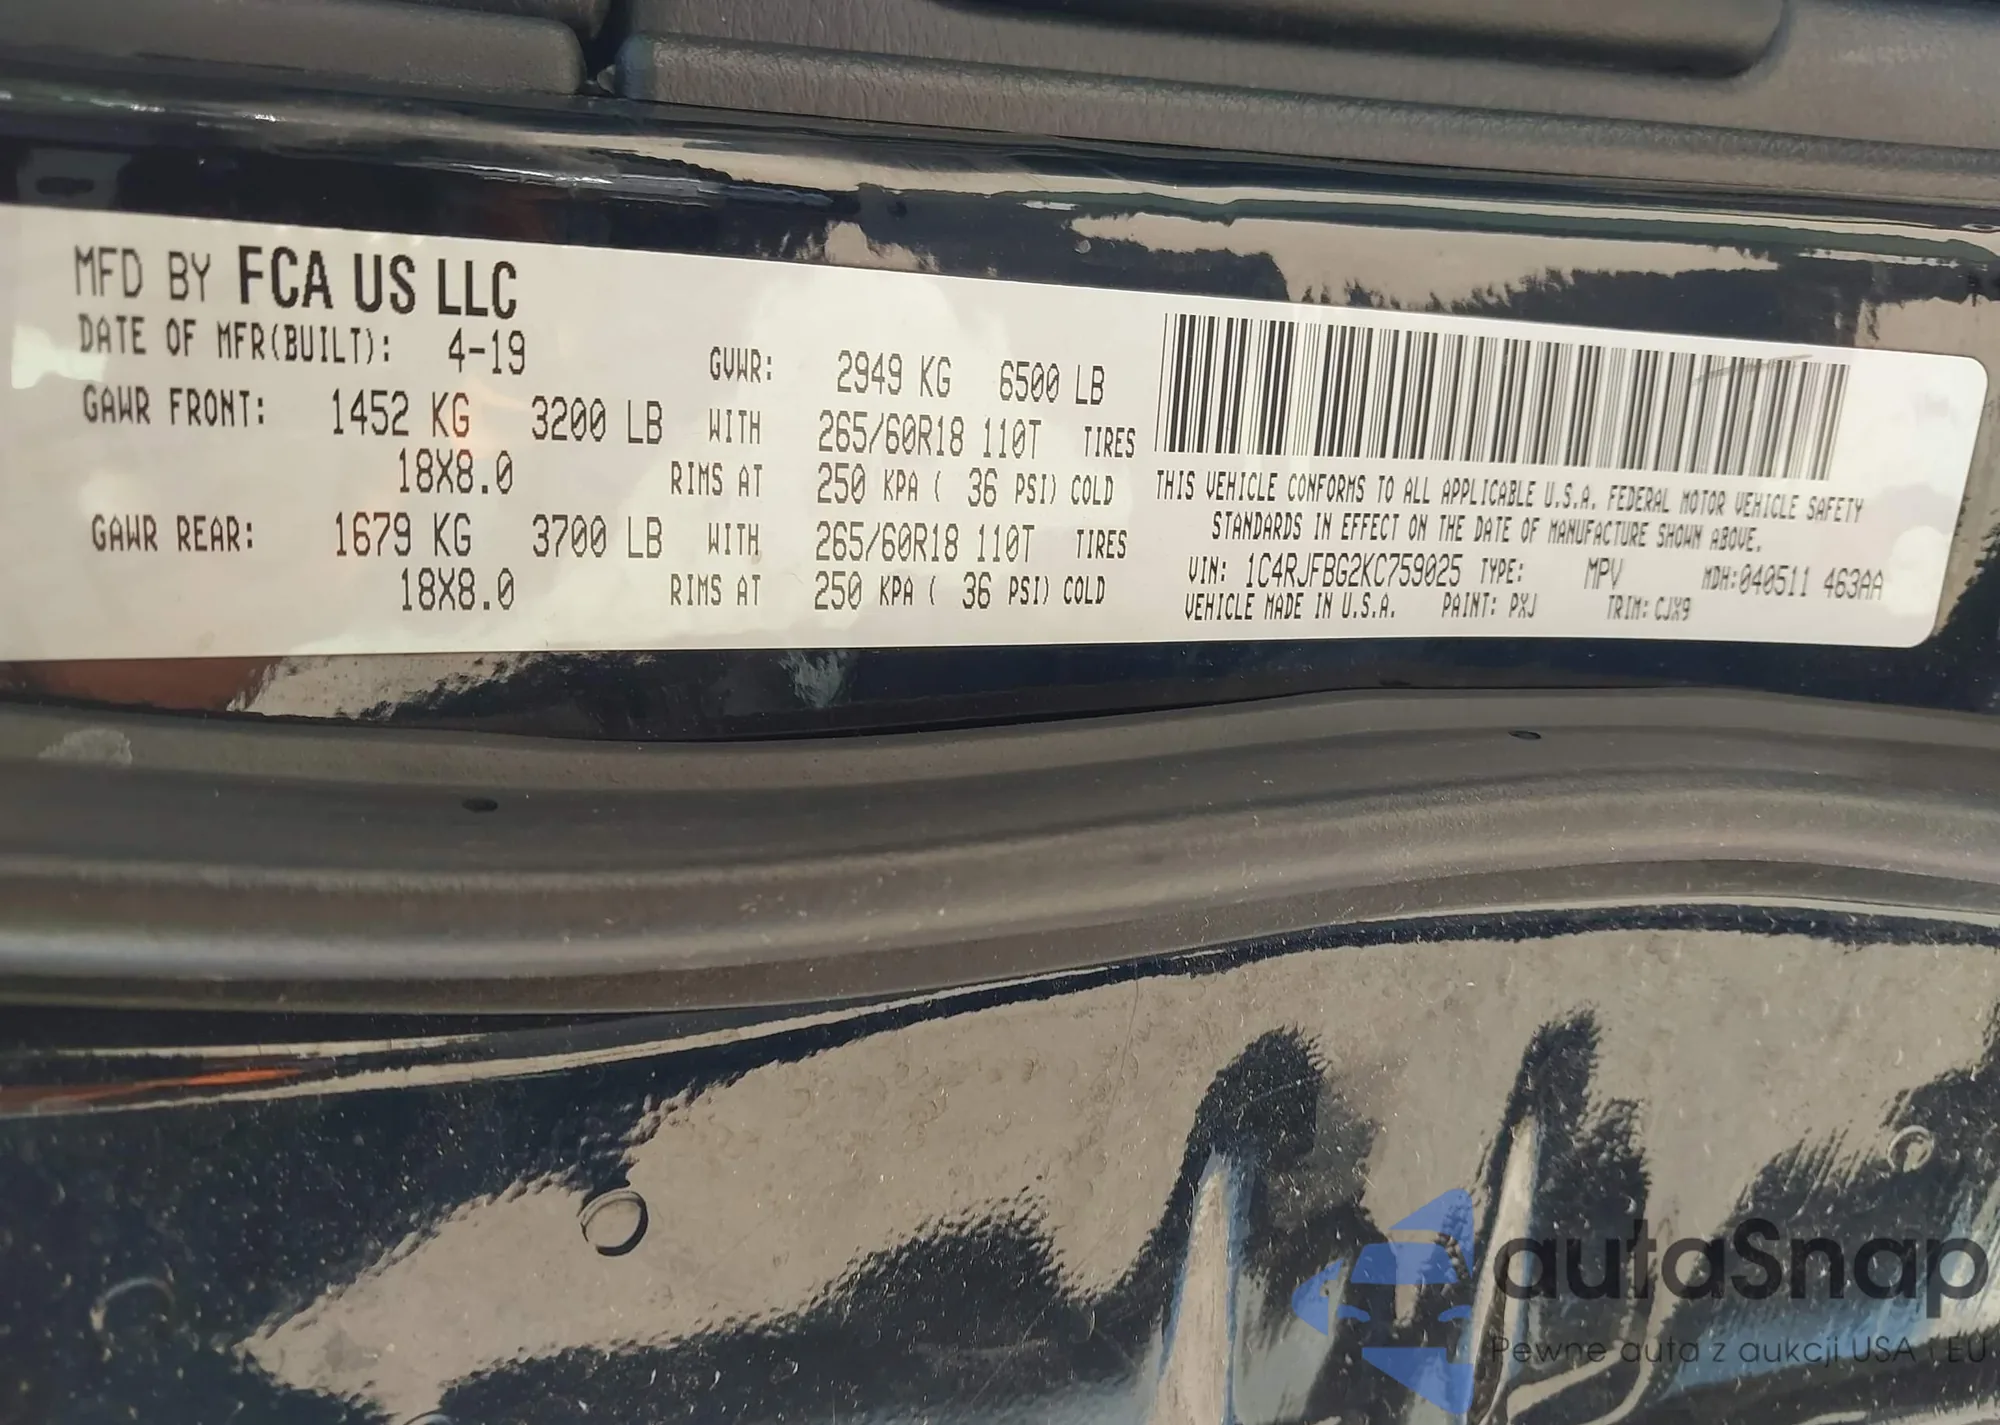 MFD BY FCA US LLC
DATE OF MFR(BUILT): 4-19 GVWR: 2949 KG 6500 LB
GAWR FRONT: 1452 KG 3200 LB WITH 265/60R18 110T TIRES
18X8.0 RIMS AT 250 KPA ( 36 PSI) COLD
GAWR REAR: 1679 KG 3700 LB WITH 265/60R18 110T TIRES
18X8.0 RIMS AT 250 KPA ( 36 PSI) COLD
THIS VEHICLE CONFORMS TO ALL APPLICABLE U.S.A. FEDERAL MOTOR VEHICLE SAFETY
STANDARDS IN EFFECT ON THE DATE OF MANUFACTURE SHOWN ABOVE.
VIN: 1C4RJFBG2KC759025 TYPE: MPV MDH:040511 463AA
VEHICLE MADE IN U.S.A. PAINT: PXJ TRIM: CJX9
autaSnap
Pewne auta z aukcji USA i EU